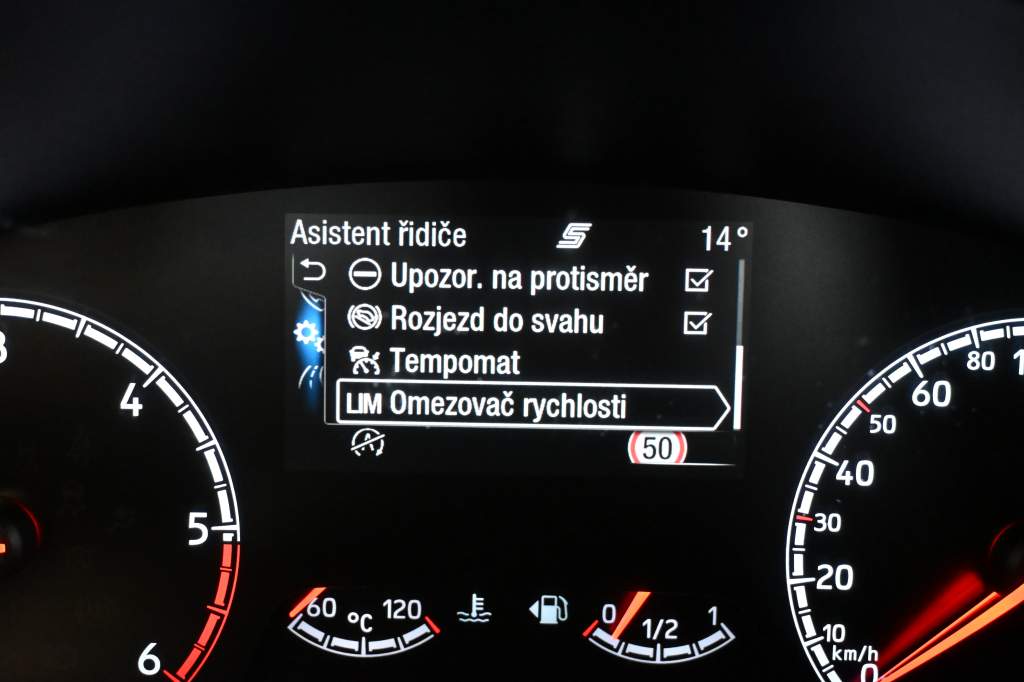 Asistent řidiče S 14°
Upozor. na protisměr
Rozjezd do svahu
Tempomat
LIM Omezovač rychlosti
A 50
3 4 5 6
60 °C 120
0 1/2 1
0 10 20 30 40 50 60 80
km/h